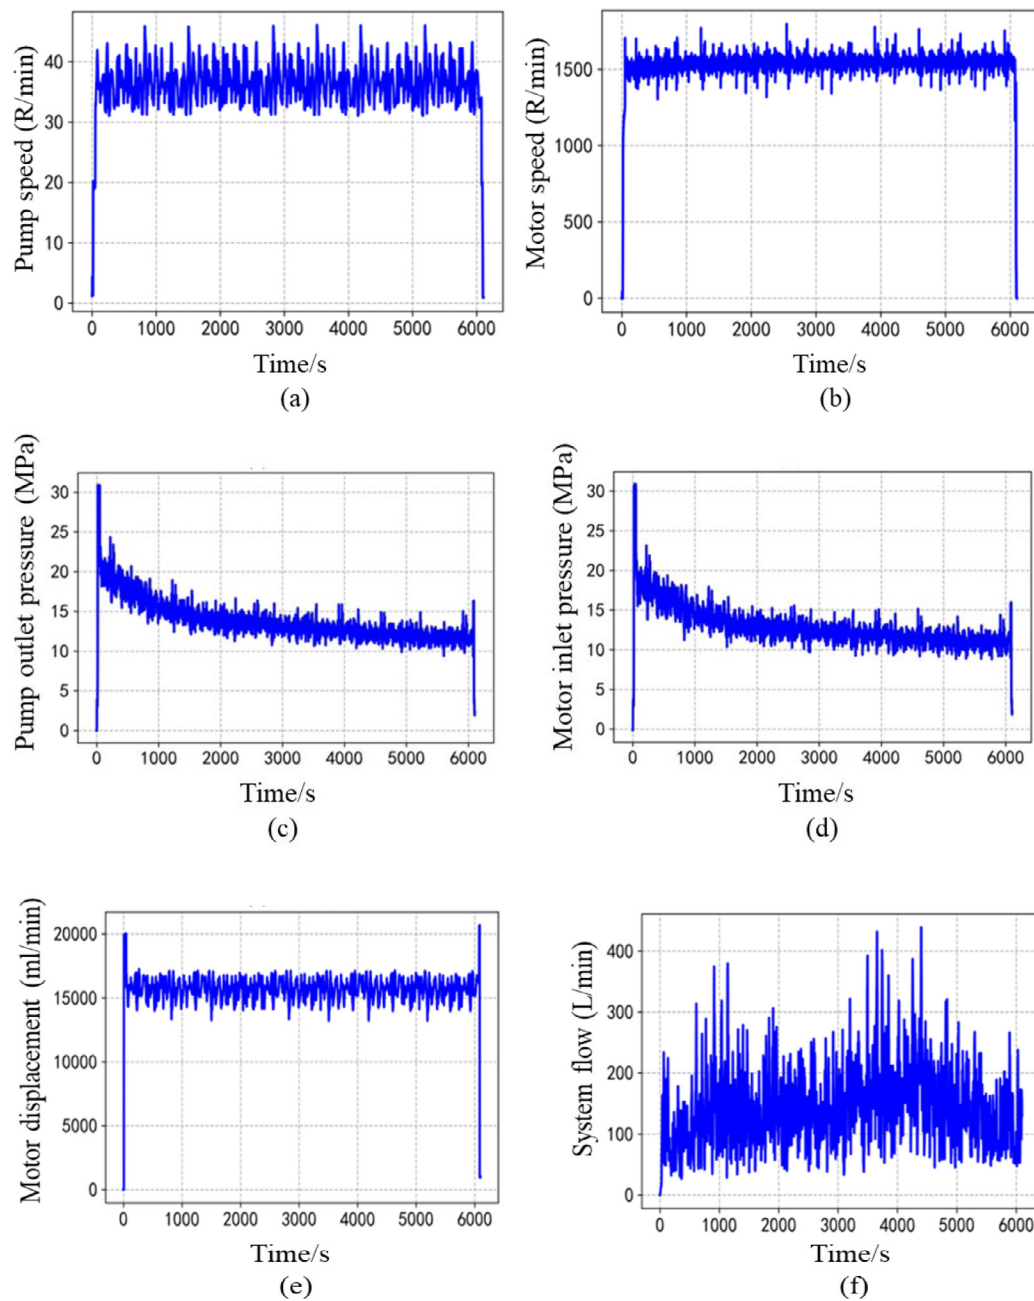 Pump speed (R/min)
40
30
20
10
0
0 1000 2000 3000 4000 5000 6000
Time/s
(a)
Motor speed (R/min)
1500
1000
500
0
0 1000 2000 3000 4000 5000 6000
Time/s
(b)
Pump outlet pressure (MPa)
30
25
20
15
10
5
0
0 1000 2000 3000 4000 5000 6000
Time/s
(c)
Motor inlet pressure (MPa)
30
25
20
15
10
5
0
0 1000 2000 3000 4000 5000 6000
Time/s
(d)
Motor displacement (ml/min)
20000
15000
10000
5000
0
0 1000 2000 3000 4000 5000 6000
Time/s
(e)
System flow (L/min)
400
300
200
100
0
0 1000 2000 3000 4000 5000 6000
Time/s
(f)